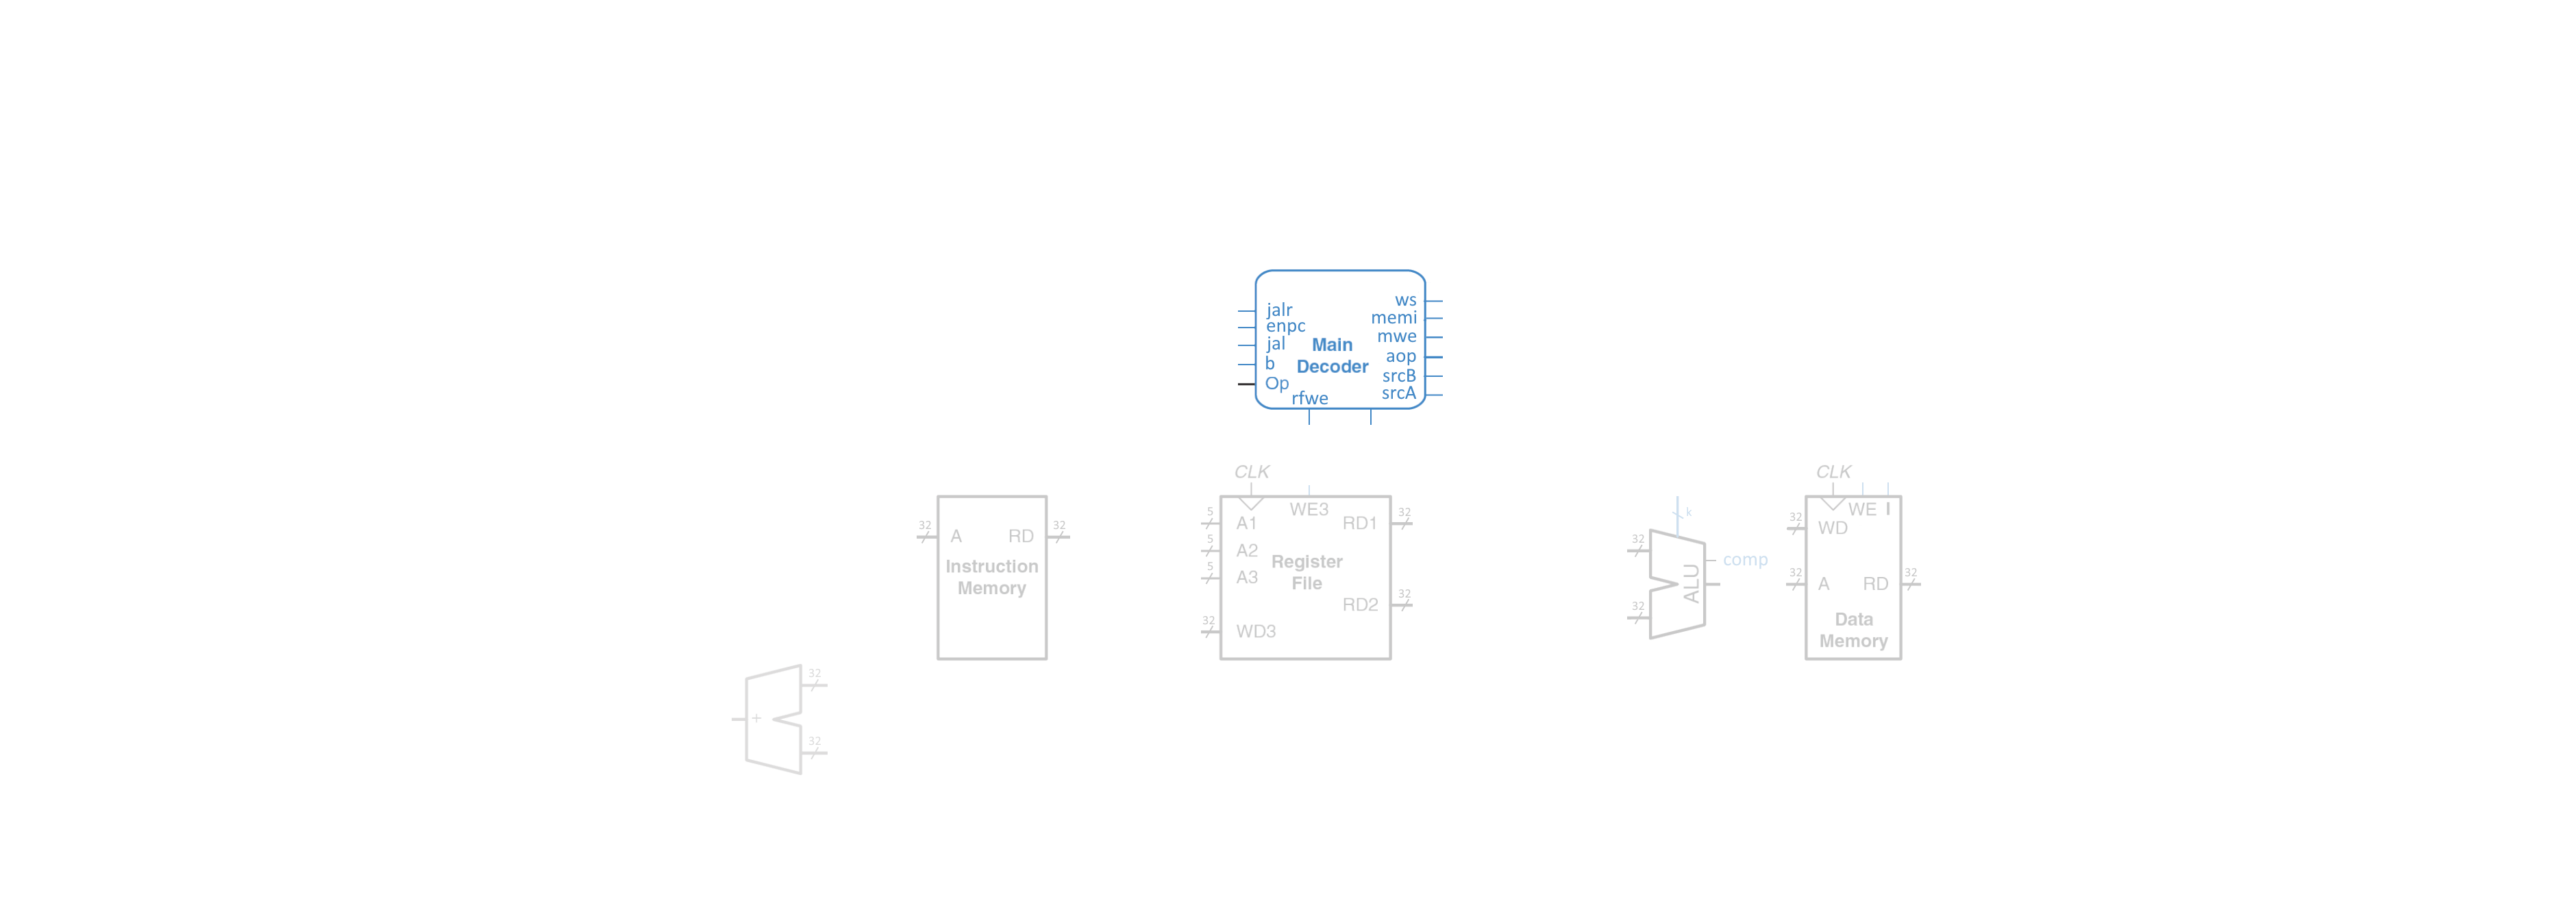 jalr
enpc
jal
b
Op
rfwe
Main
Decoder
ws
memi
mwe
aop
srcB
srcA
32
A
RD
32
Instruction
Memory
CLK
WE3
5
A1
5
A2
5
A3
32
WD3
RD1
32
RD2
32
Register
File
k
32
32
ALU
comp
CLK
WE I
32
WD
32
A
RD
32
Data
Memory
32
+
32